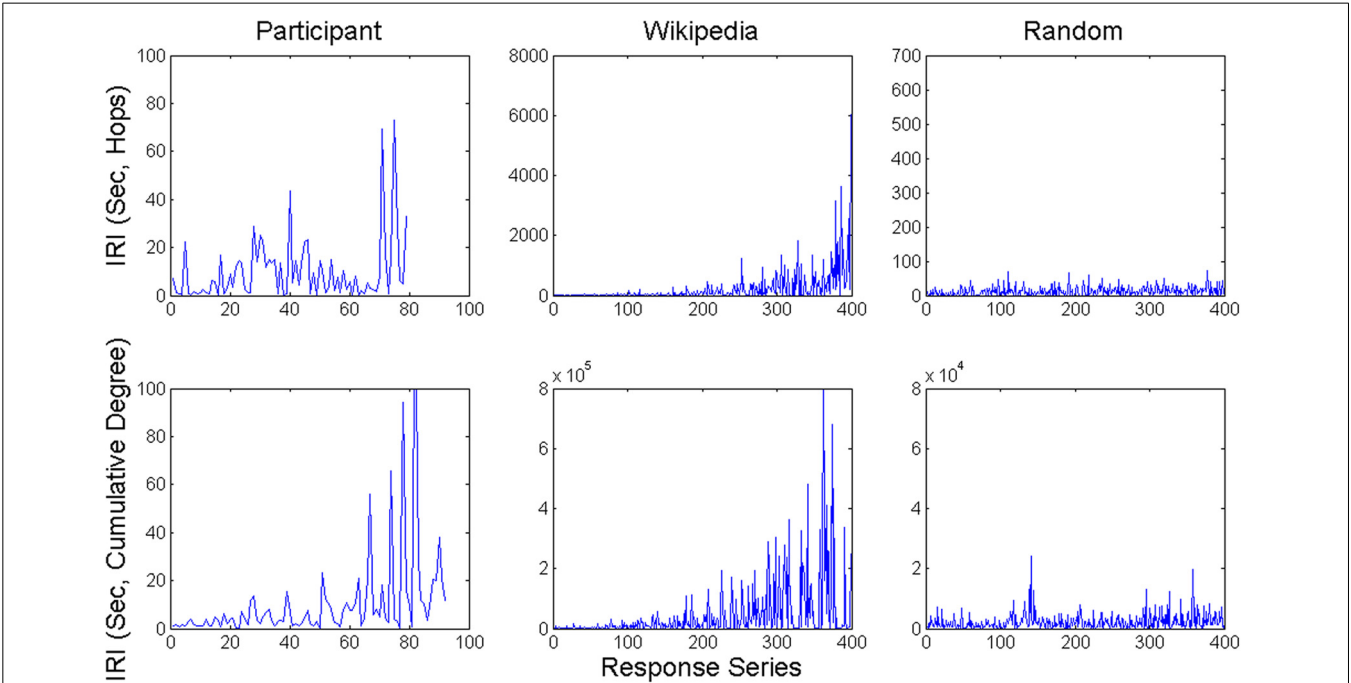 Participant
Wikipedia
Random
IRI (Sec, Hops)
100
80
60
40
20
0
0 20 40 60 80 100
8000
6000
4000
2000
0
0 100 200 300 400
700
600
500
400
300
200
100
0
0 100 200 300 400
IRI (Sec, Cumulative Degree)
100
80
60
40
20
0
0 20 40 60 80 100
x 10^5
8
6
4
2
0
0 100 200 300 400
x 10^4
8
6
4
2
0
0 100 200 300 400
Response Series